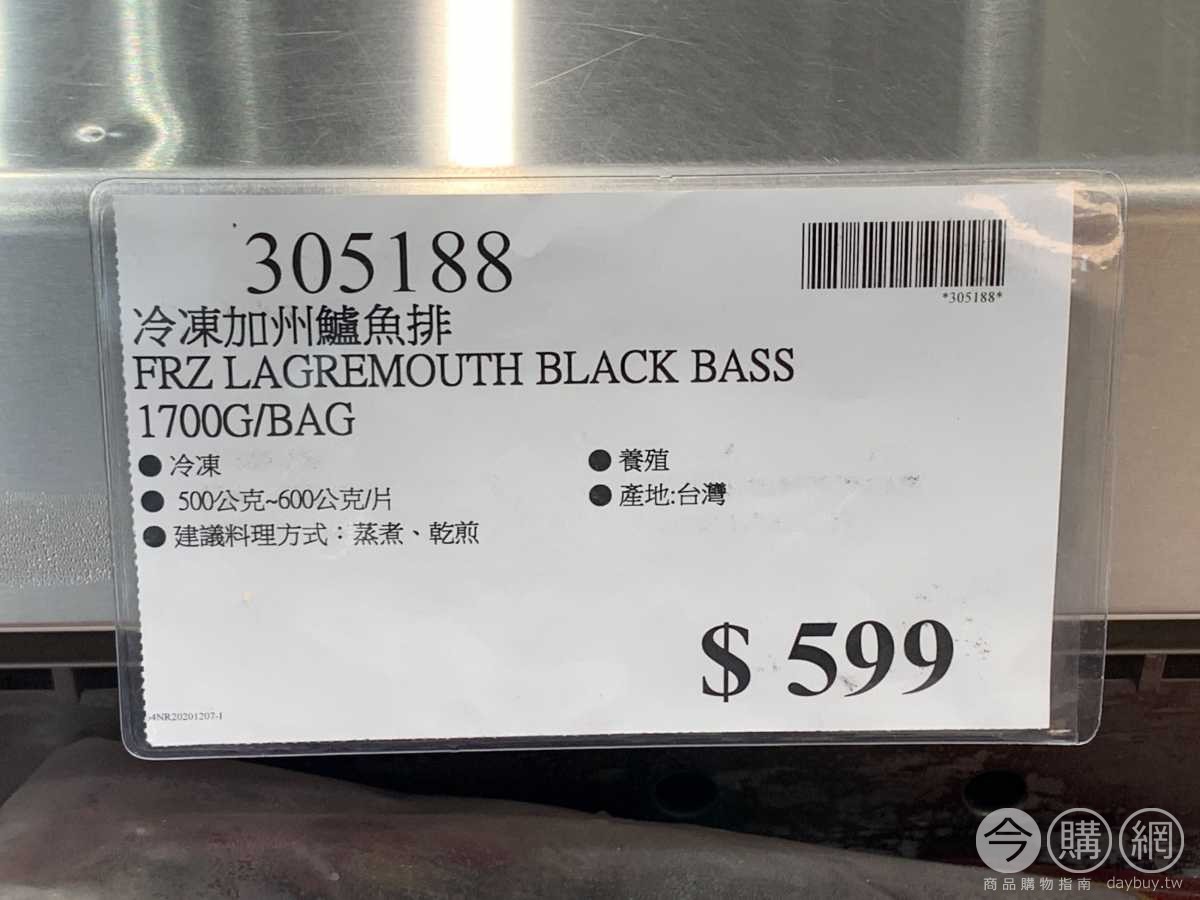 305188
*305188*
冷凍加州鱸魚排
FRZ LAGREMOUTH BLACK BASS
1700G/BAG
● 冷凍
● 養殖
● 500公克~600公克/片
● 產地:台灣
● 建議料理方式：蒸煮、乾煎
$ 599
-4NR20201207-1
今購網
商品購物指南 daybuy.tw